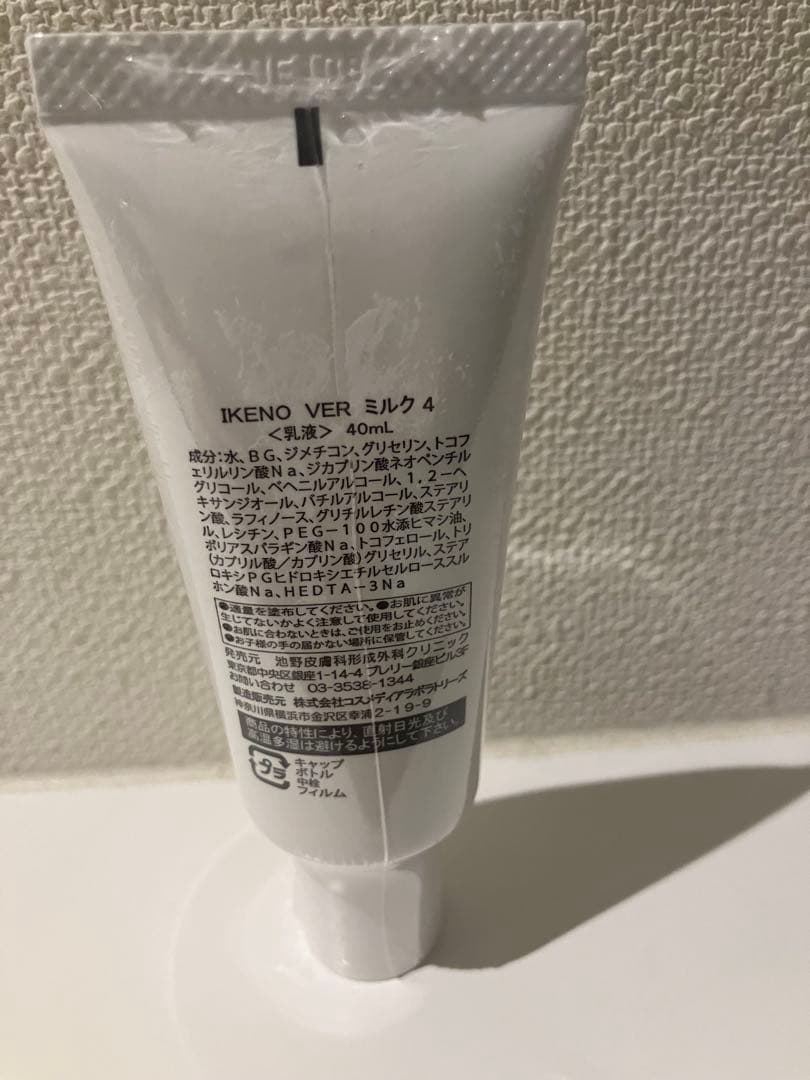 IKENO VER ミルク 4
<乳液> 40mL
成分:水、BG、ジメチコン、グリセリン、トコフ
ェリルリン酸Na、ジカプリン酸ネオペンチル
グリコール、ベヘニルアルコール、1,2-ヘ
キサンジオール、バチルアルコール、ステアリ
ン酸、ラフィノース、グリチルレチン酸ステアリ
ル、レシチン、PEG-100水添ヒマシ油、
ポリアスパラギン酸Na、トコフェロール、トリ
(カプリル酸/カプリン酸)グリセリル、ステア
ロキシPGヒドロキシエチルセルローススル
ホン酸Na、HEDTA-3Na
●適量を塗布してください。●お肌に異常が
生じてないかよく注意して使用してください。
●お肌に合わないときは、ご使用をお止めください。
●お子様の手の届かない場所に保管してください。
発売元 池野皮膚科形成外科クリニック
東京都中央区銀座1-14-4 プレリー銀座ビル3F
お問い合わせ 03-3538-1344
製造販売元 株式会社コスメディアラボラトリーズ
神奈川県横浜市金沢区幸浦2-19-9
商品の特性により、直射日光及び
高温多湿は避けるようにして下さい。
プラ
キャップ
ボトル
中栓
フィルム